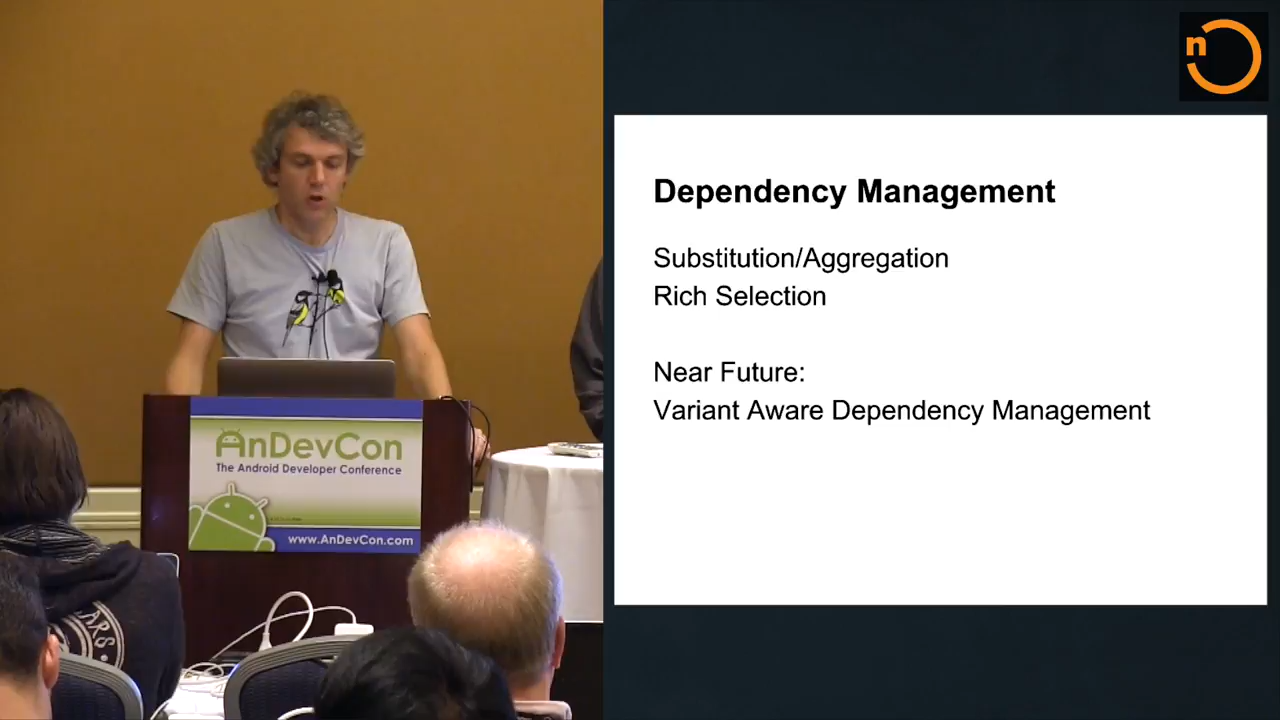 n
Dependency Management
Substitution/Aggregation
Rich Selection
Near Future:
Variant Aware Dependency Management
AnDevCon
The Android Developer Conference
www.AnDevCon.com